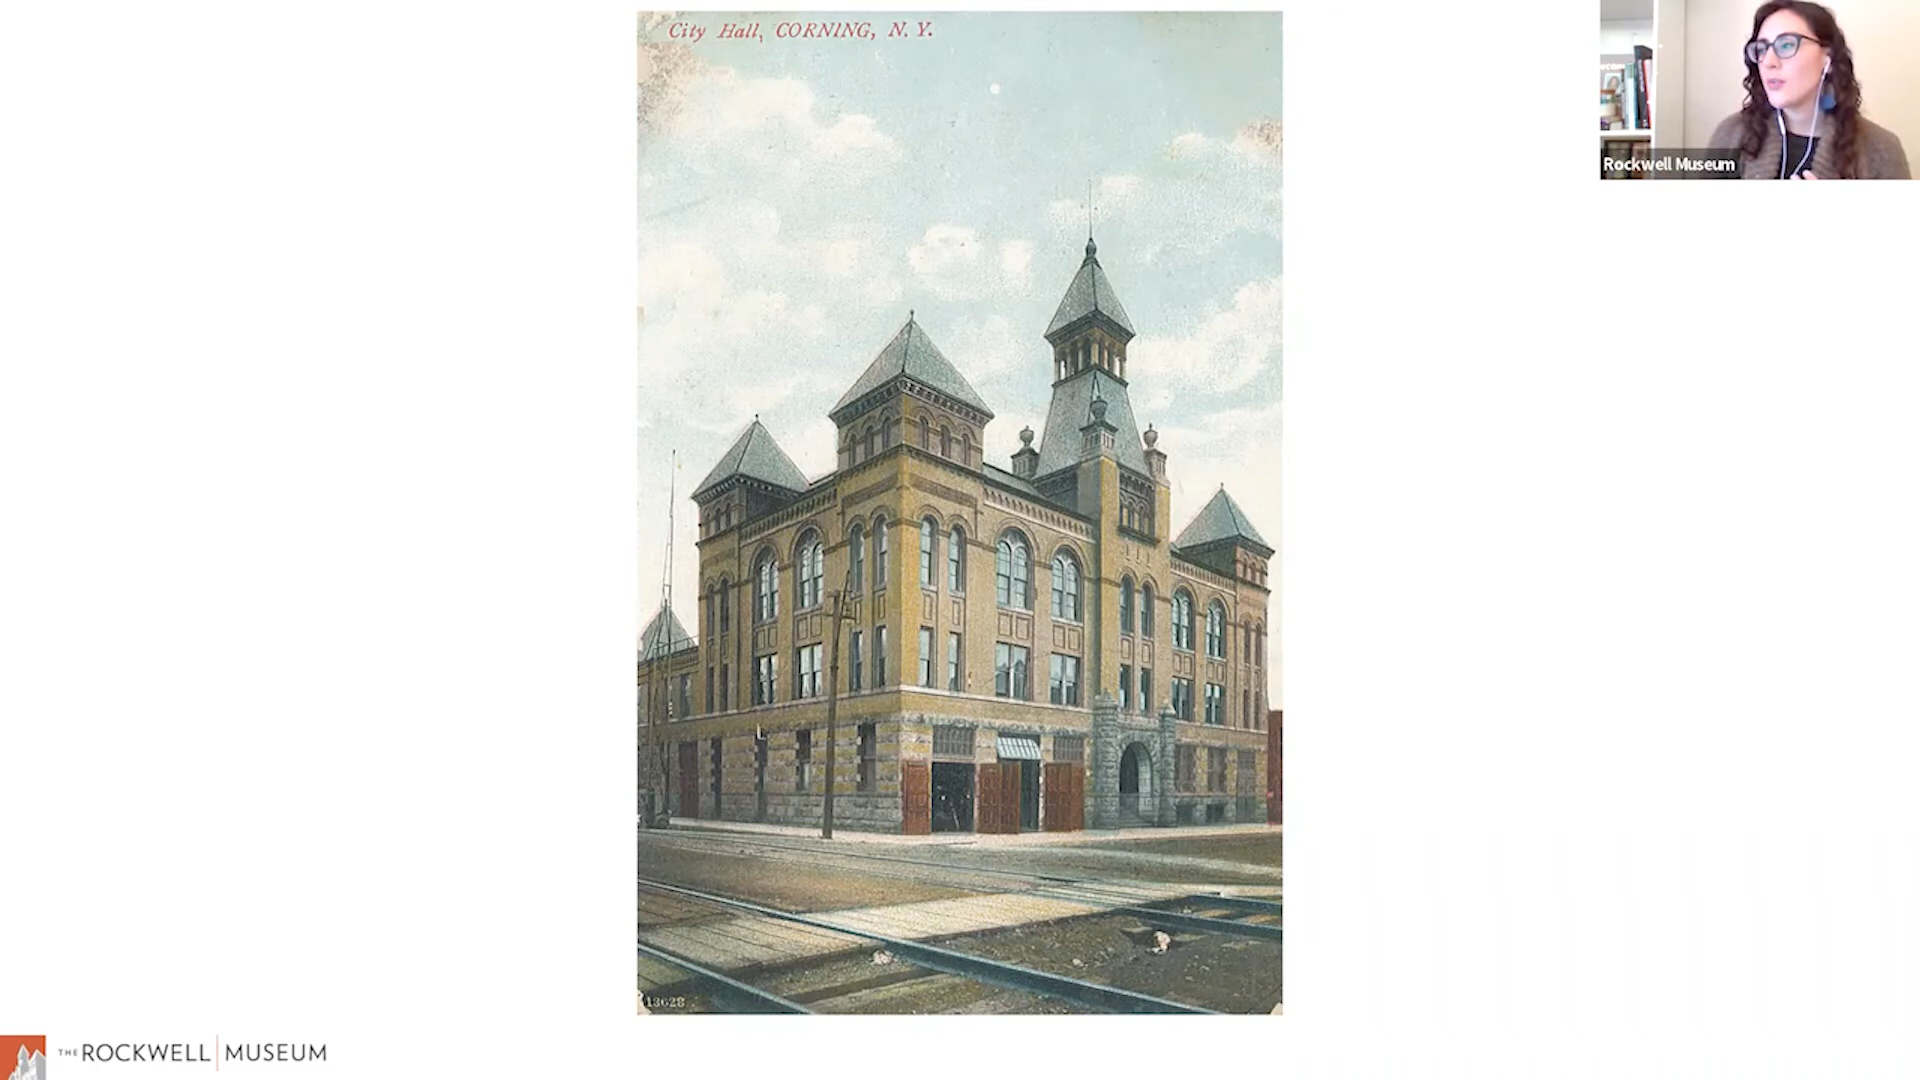 City Hall, CORNING, N. Y.
Rockwell Museum
13628
THE ROCKWELL MUSEUM